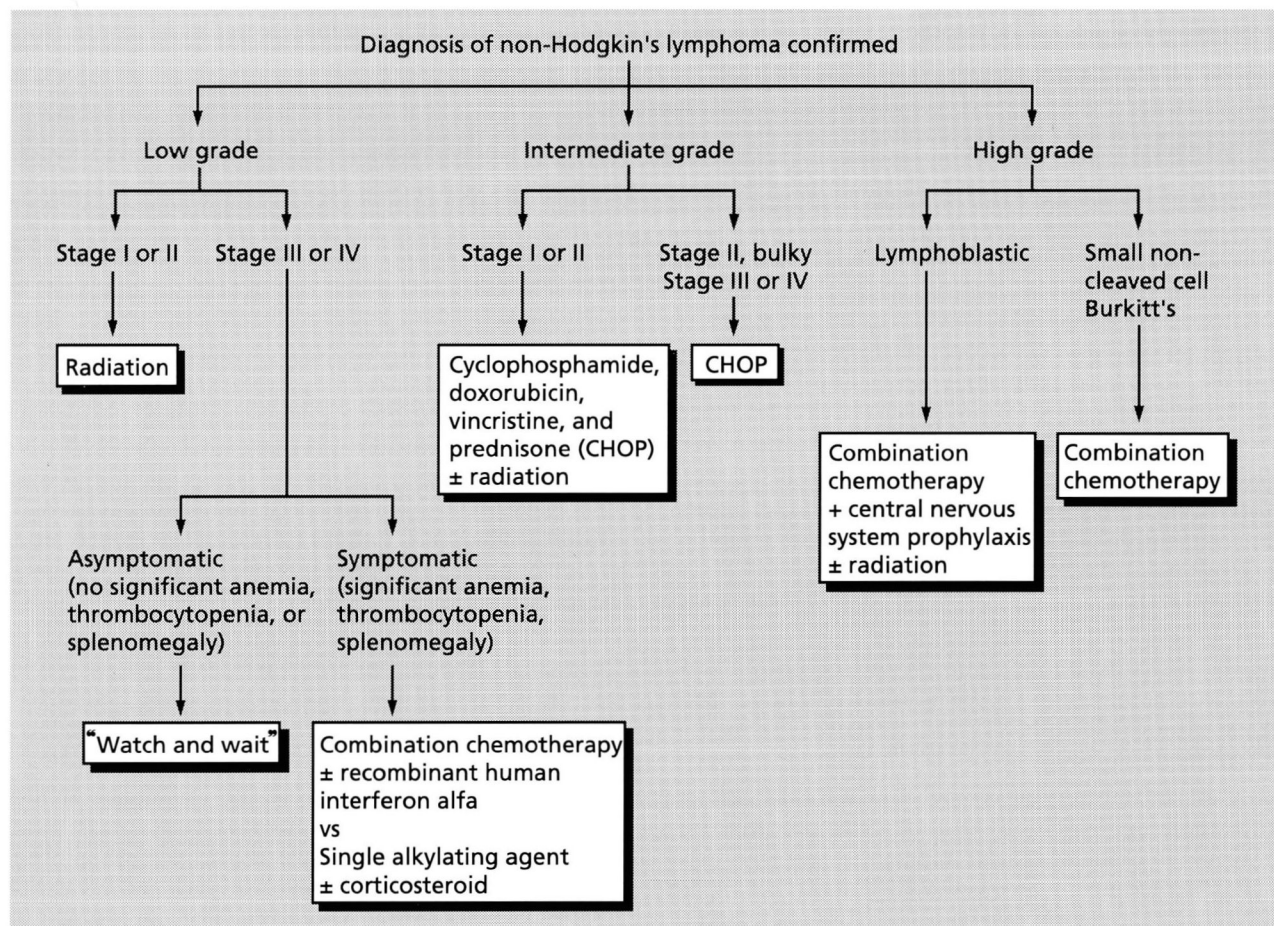 Diagnosis of non-Hodgkin's lymphoma confirmed
Low grade
Intermediate grade
High grade
Stage I or II
Stage III or IV
Stage I or II
Stage II, bulky
Stage III or IV
Lymphoblastic
Small non-
cleaved cell
Burkitt's
Radiation
Cyclophosphamide,
doxorubicin,
vincristine, and
prednisone (CHOP)
± radiation
CHOP
Combination
chemotherapy
+ central nervous
system prophylaxis
± radiation
Combination
chemotherapy
Asymptomatic
(no significant anemia,
thrombocytopenia, or
splenomegaly)
Symptomatic
(significant anemia,
thrombocytopenia,
splenomegaly)
"Watch and wait"
Combination chemotherapy
± recombinant human
interferon alfa
vs
Single alkylating agent
± corticosteroid